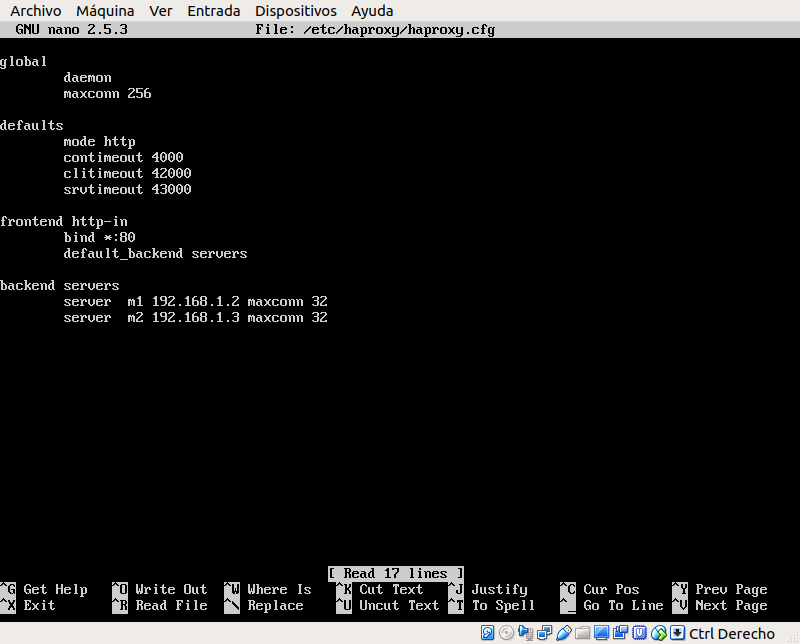 Archivo Máquina Ver Entrada Dispositivos Ayuda
GNU nano 2.5.3 File: /etc/haproxy/haproxy.cfg
global
daemon
maxconn 256
defaults
mode http
contimeout 4000
clitimeout 42000
srvtimeout 43000
frontend http-in
bind *:80
default_backend servers
backend servers
server m1 192.168.1.2 maxconn 32
server m2 192.168.1.3 maxconn 32
[ Read 17 lines ]
^G Get Help ^O Write Out ^W Where Is ^K Cut Text ^J Justify ^C Cur Pos ^Y Prev Page
^X Exit ^R Read File ^\ Replace ^U Uncut Text ^T To Spell ^_ Go To Line ^V Next Page
Ctrl Derecho